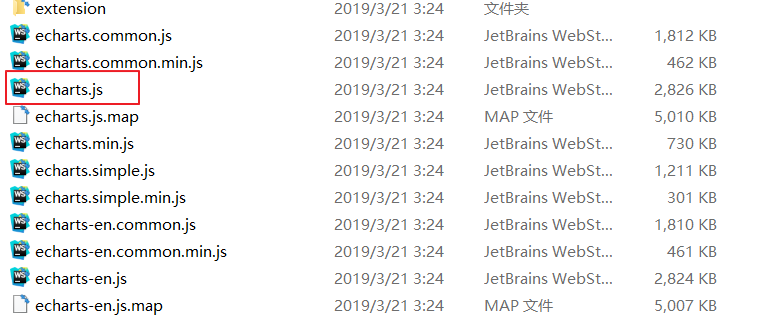 extension 2019/3/21 3:24 文件夹
echarts.common.js 2019/3/21 3:24 JetBrains WebSt... 1,812 KB
echarts.common.min.js 2019/3/21 3:24 JetBrains WebSt... 462 KB
echarts.js 2019/3/21 3:24 JetBrains WebSt... 2,826 KB
echarts.js.map 2019/3/21 3:24 MAP 文件 5,010 KB
echarts.min.js 2019/3/21 3:24 JetBrains WebSt... 730 KB
echarts.simple.js 2019/3/21 3:24 JetBrains WebSt... 1,211 KB
echarts.simple.min.js 2019/3/21 3:24 JetBrains WebSt... 301 KB
echarts-en.common.js 2019/3/21 3:24 JetBrains WebSt... 1,810 KB
echarts-en.common.min.js 2019/3/21 3:24 JetBrains WebSt... 461 KB
echarts-en.js 2019/3/21 3:24 JetBrains WebSt... 2,824 KB
echarts-en.js.map 2019/3/21 3:24 MAP 文件 5,007 KB